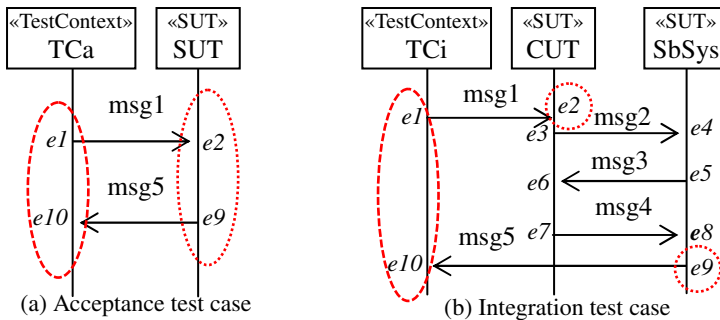 «TestContext» «SUT»
TCa SUT
msg1
e1 e2
msg5
e10 e9
(a) Acceptance test case
«TestContext» «SUT» «SUT»
TCi CUT SbSys
msg1 e2
e1 msg2
e3 e4
msg3
e6 e5
msg4
e7 e8
msg5
e10 e9
(b) Integration test case